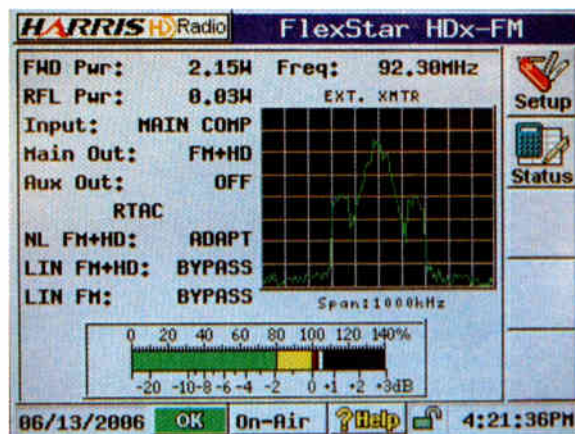 HARRIS HD Radio FlexStar HDx-FM
FWD Pwr: 2.15W Freq: 92.30MHz
RFL Pwr: 0.03W EXT. XMTR
Setup
Input: MAIN COMP
Main Out: FM+HD
Aux Out: OFF
Status
RTAC
NL FM+HD: ADAPT
LIN FM+HD: BYPASS
LIN FM: BYPASS
Span:1000kHz
0 20 40 60 80 100 120 140%
-20 -10 -8 -6 -4 -2 0 +1 +2 +3dB
06/13/2006 OK On-Air ?Help 4:21:36PM